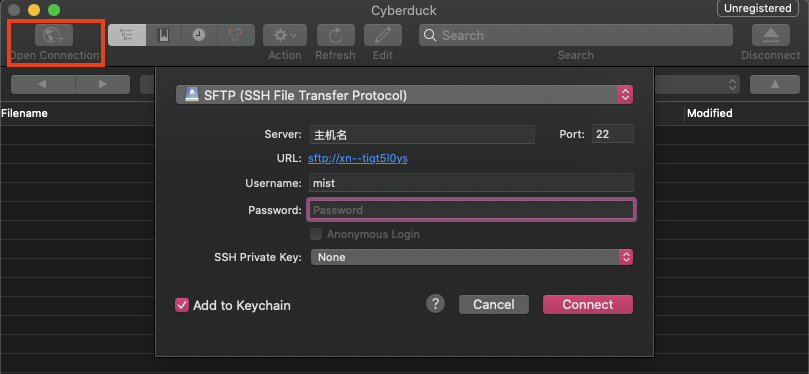 Cyberduck
Unregistered
Open Connection
Action
Refresh
Edit
Search
Search
Disconnect
SFTP (SSH File Transfer Protocol)
Filename
Modified
Server: 主机名 Port: 22
URL: sftp://xn--tiqt5l0ys
Username: mist
Password: Password
Anonymous Login
SSH Private Key: None
Add to Keychain
? Cancel Connect